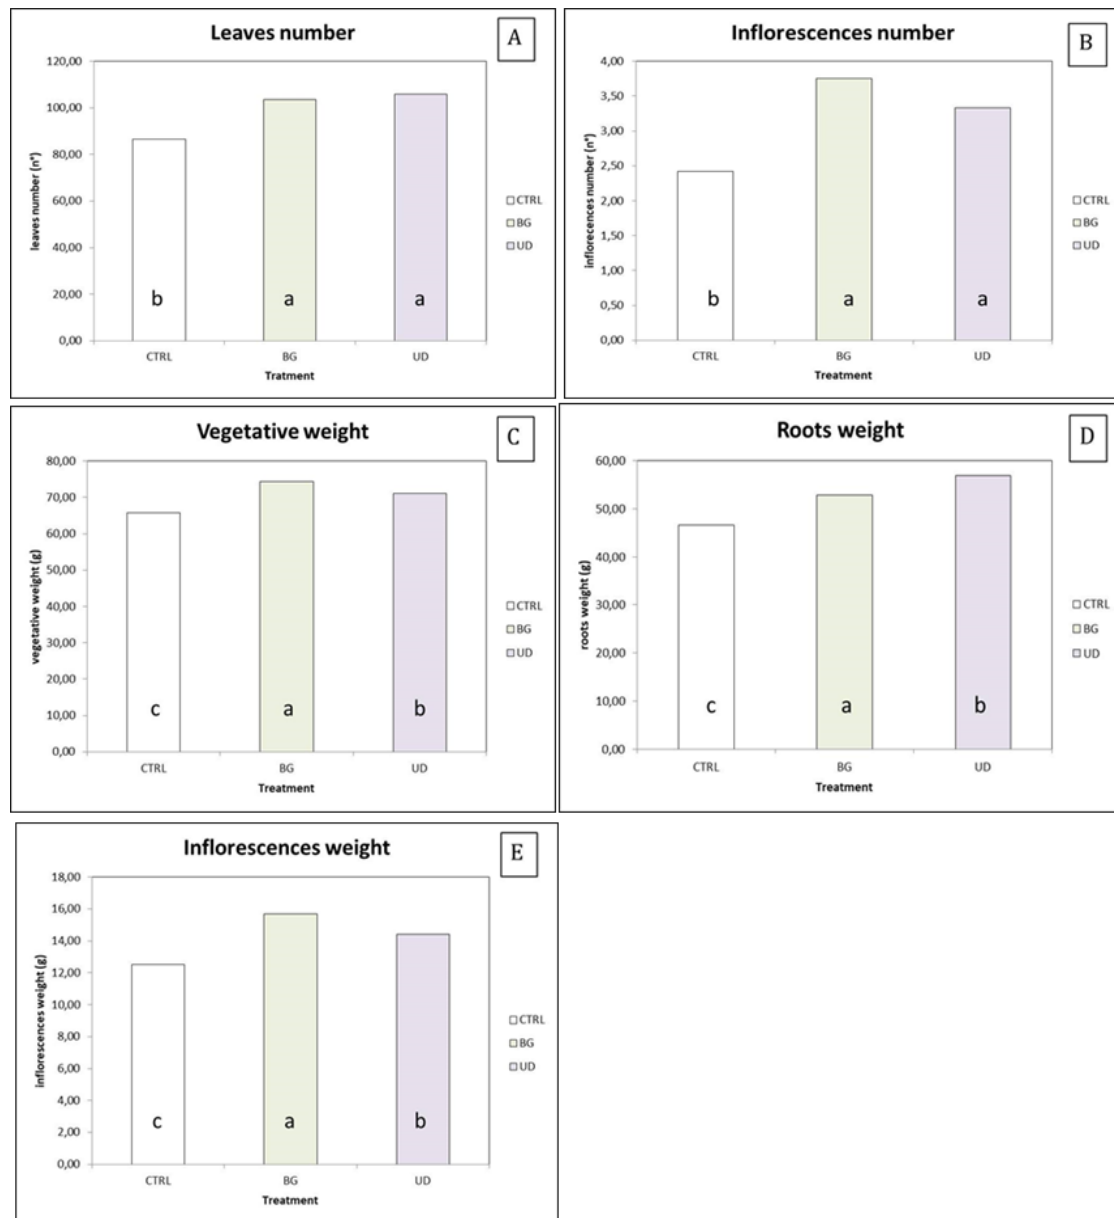 Leaves number
A
120,00
100,00
80,00
60,00
40,00
20,00
0,00
leaves number (n°)
b
a
a
CTRL
BG
UD
Tratment
CTRL
BG
UD
Inflorescences number
B
4,00
3,50
3,00
2,50
2,00
1,50
1,00
0,50
0,00
inflorecences number (n°)
b
a
a
CTRL
BG
UD
Treatment
CTRL
BG
UD
Vegetative weight
C
80,00
70,00
60,00
50,00
40,00
30,00
20,00
10,00
0,00
vegetative weight (g)
c
a
b
CTRL
BG
UD
Treatment
CTRL
BG
UD
Roots weight
D
60,00
50,00
40,00
30,00
20,00
10,00
0,00
roots weight (g)
c
a
b
CTRL
BG
UD
Treatment
CTRL
BG
UD
Inflorescences weight
E
18,00
16,00
14,00
12,00
10,00
8,00
6,00
4,00
2,00
0,00
inflorescences weight (g)
c
a
b
CTRL
BG
UD
Treatment
CTRL
BG
UD